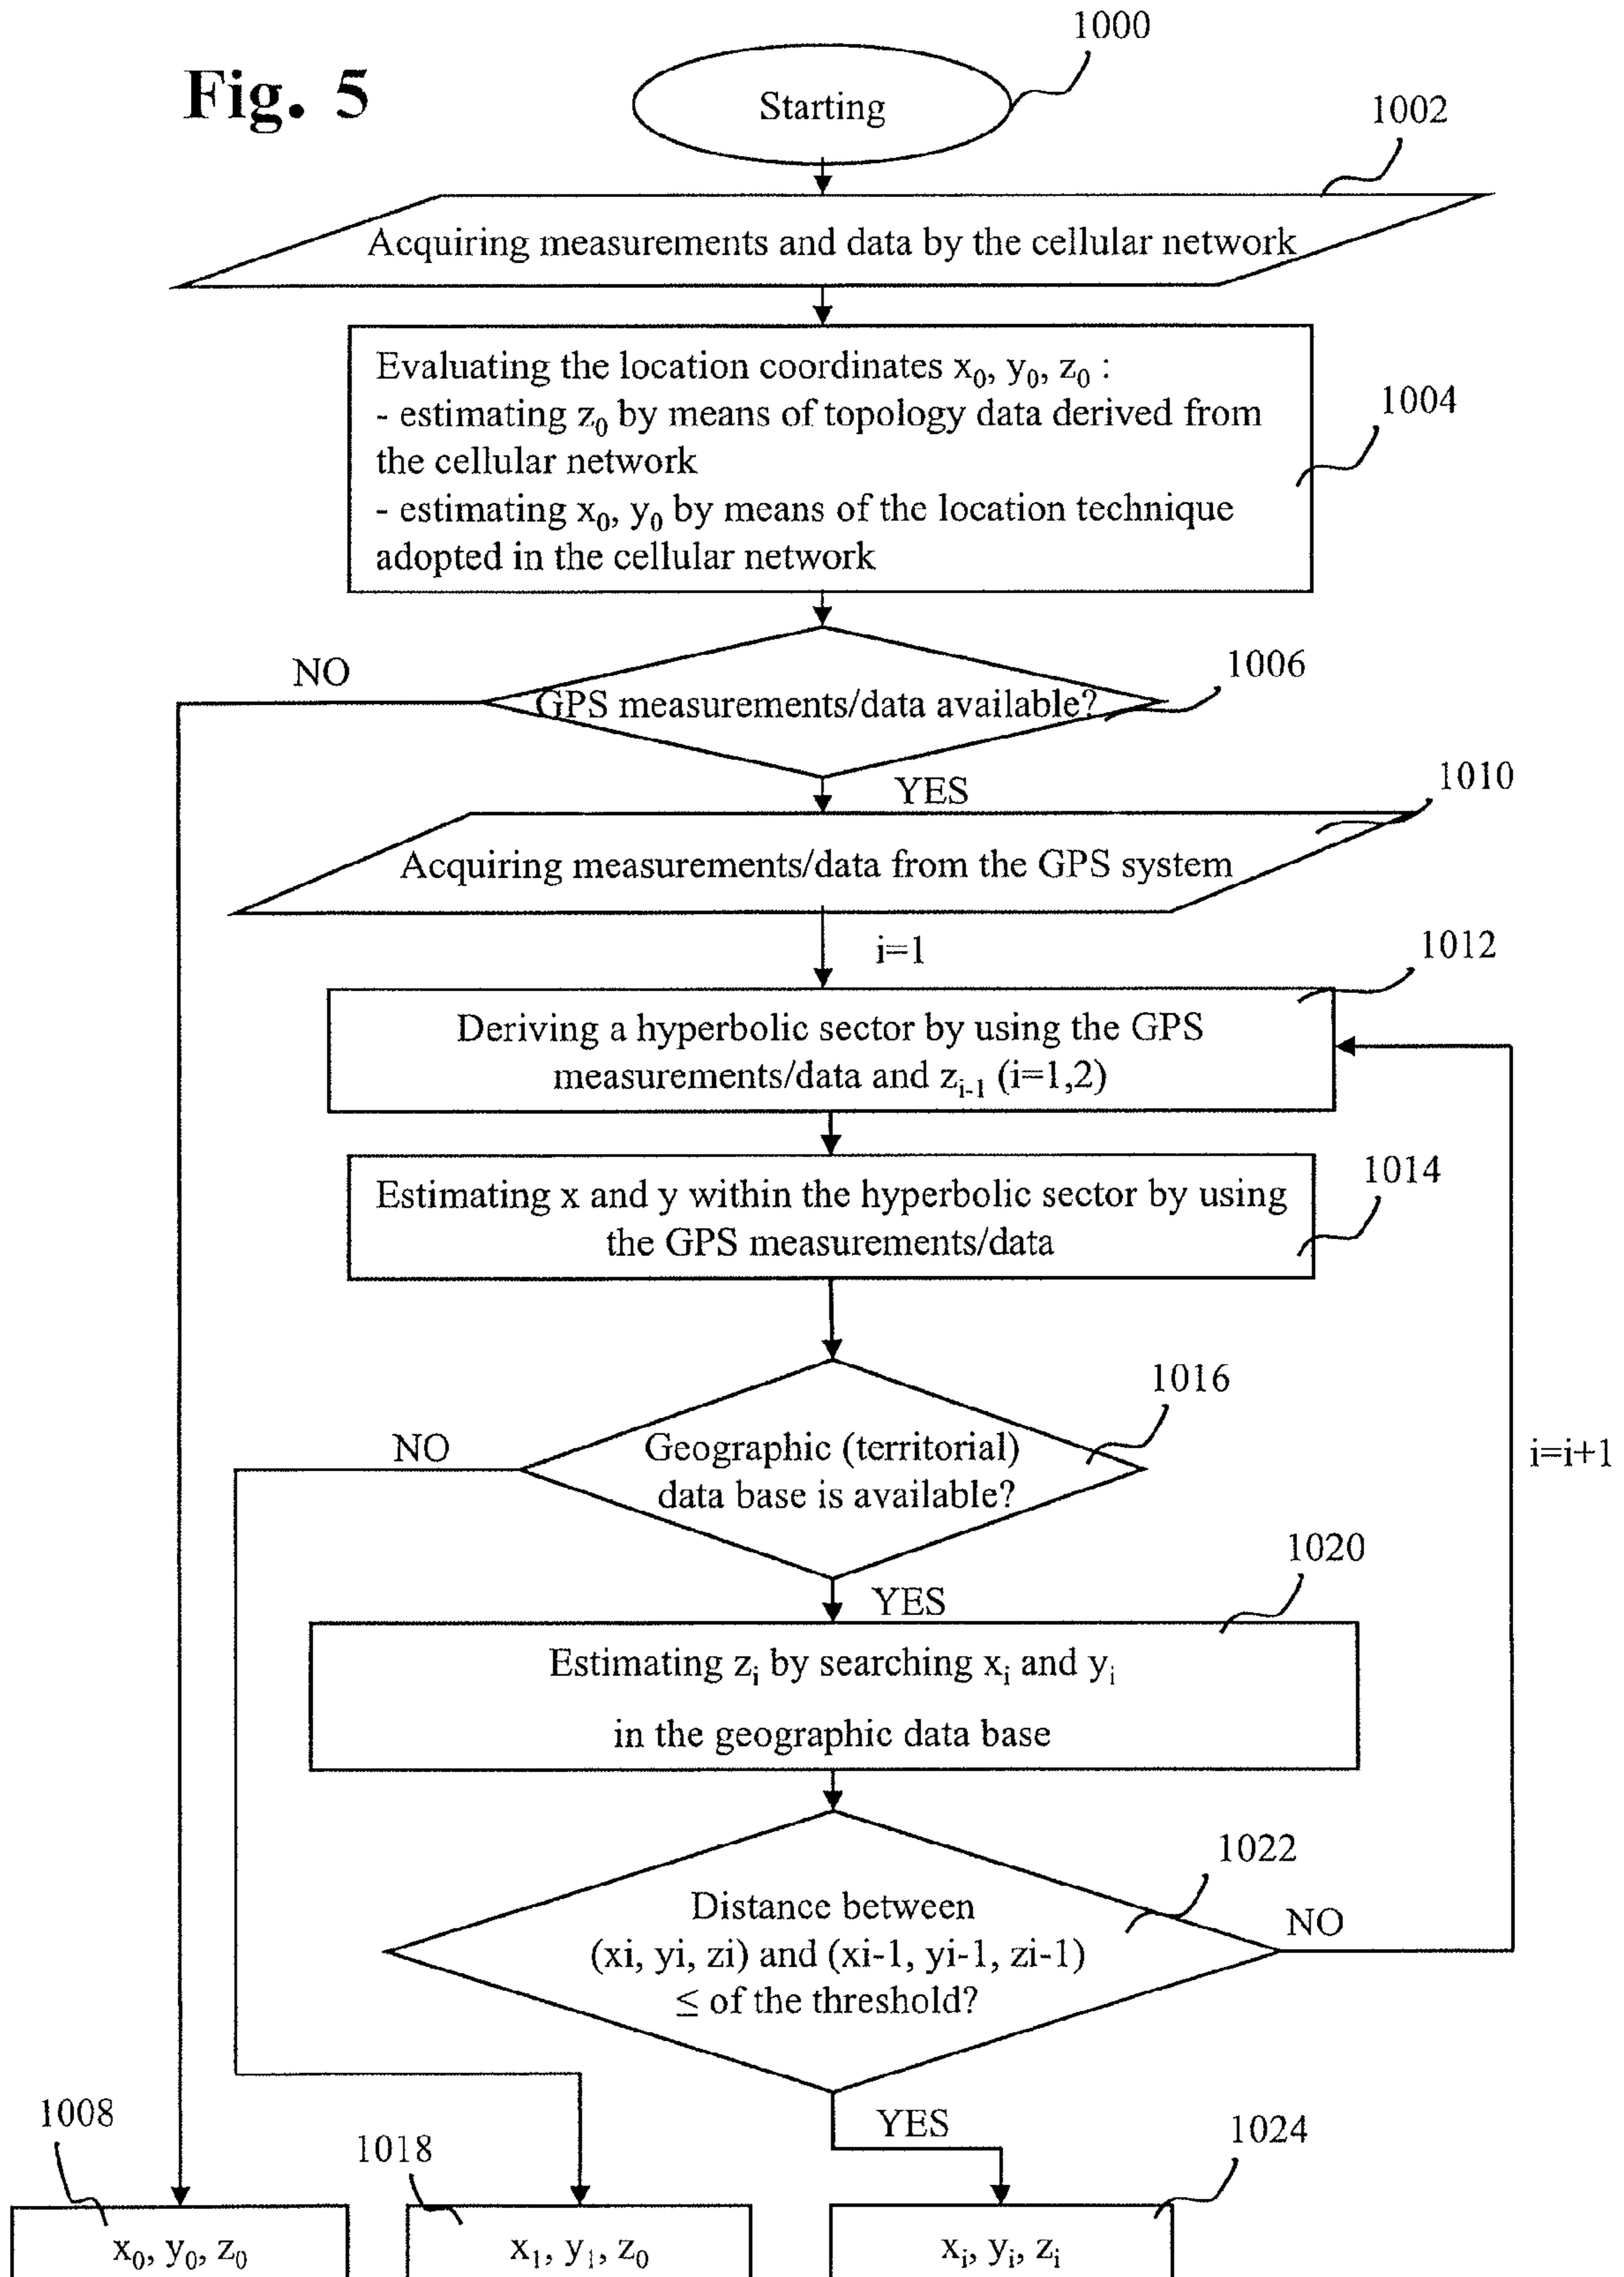 Fig. 5
1000
Starting
1002
Acquiring measurements and data by the cellular network
Evaluating the location coordinates x₀, y₀, z₀ :
- estimating z₀ by means of topology data derived from
the cellular network
- estimating x₀, y₀ by means of the location technique
adopted in the cellular network
1004
NO
1006
GPS measurements/data available?
YES
1010
Acquiring measurements/data from the GPS system
i=1
1012
Deriving a hyperbolic sector by using the GPS
measurements/data and zᵢ₋₁ (i=1,2)
1014
Estimating x and y within the hyperbolic sector by using
the GPS measurements/data
1016
NO
Geographic (territorial)
data base is available?
i=i+1
1020
YES
Estimating zᵢ by searching xᵢ and yᵢ
in the geographic data base
1022
Distance between
(xi, yi, zi) and (xi-1, yi-1, zi-1)
≤ of the threshold?
NO
YES
1008
1018
1024
x₀, y₀, z₀
x₁, y₁, z₀
xᵢ, yᵢ, zᵢ